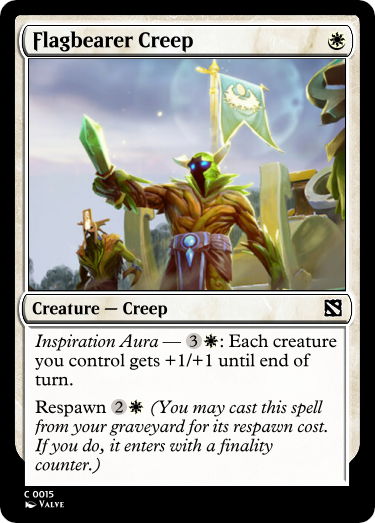 Flagbearer Creep
Creature — Creep
Inspiration Aura — 3: Each creature
you control gets +1/+1 until end of
turn.
Respawn 2 (You may cast this spell
from your graveyard for its respawn cost.
If you do, it enters with a finality
counter.)
C 0015
Valve